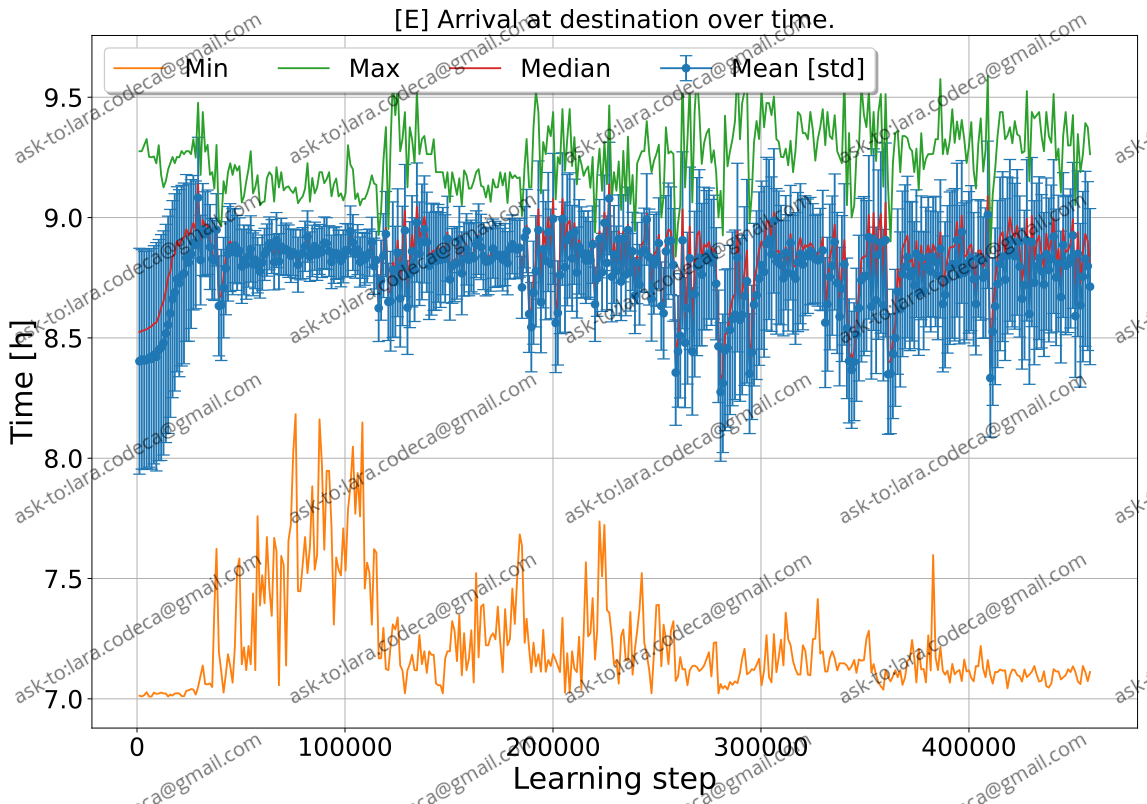 [E] Arrival at destination over time.
Min Max Median Mean [std]
9.5
9.0
8.5
8.0
7.5
7.0
Time [h]
0 100000 200000 300000 400000
Learning step
ask-to:lara.codeca@gmail.com